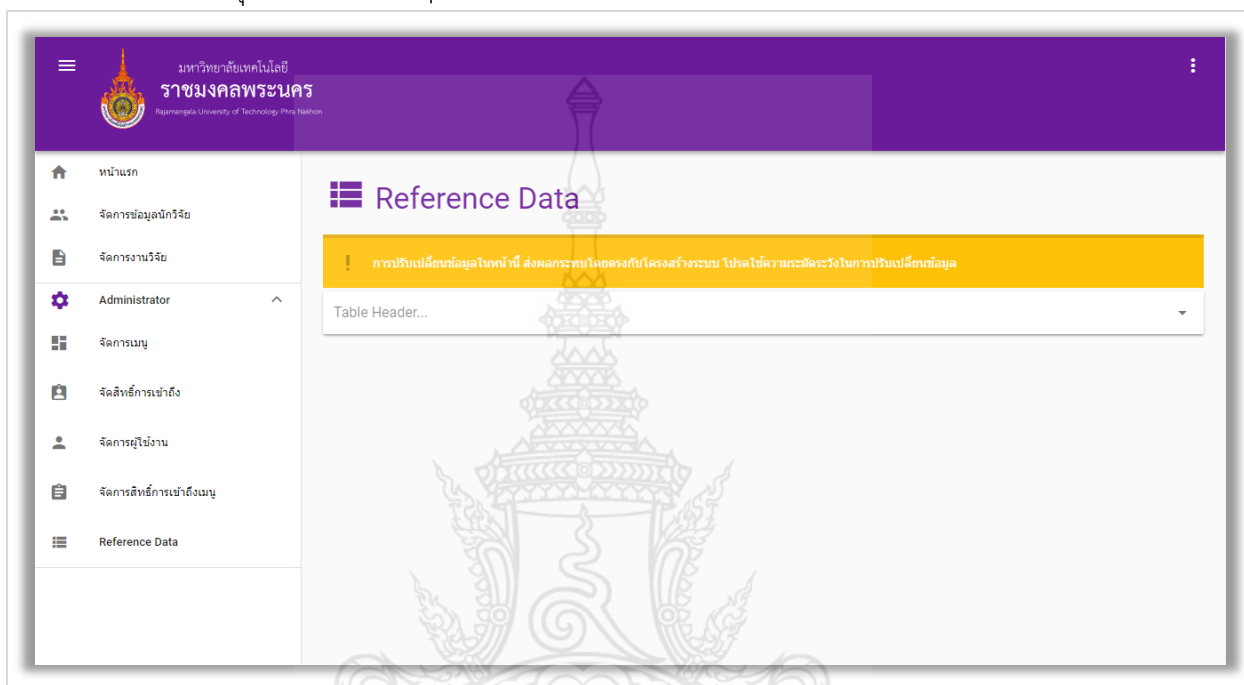 มหาวิทยาลัยเทคโนโลยี
ราชมงคลพระนคร
Rajamangala University of Technology Phra Nakhon
หน้าแรก
จัดการข้อมูลนักวิจัย
จัดการงานวิจัย
Administrator
จัดการเมนู
จัดสิทธิ์การเข้าถึง
จัดการผู้ใช้งาน
จัดการสิทธิ์การเข้าถึงเมนู
Reference Data
Reference Data
! การปรับเปลี่ยนข้อมูลในหน้านี้ ส่งผลกระทบโดยตรงกับโครงสร้างระบบ โปรดใช้ความระมัดระวังในการปรับเปลี่ยนข้อมูล
Table Header...